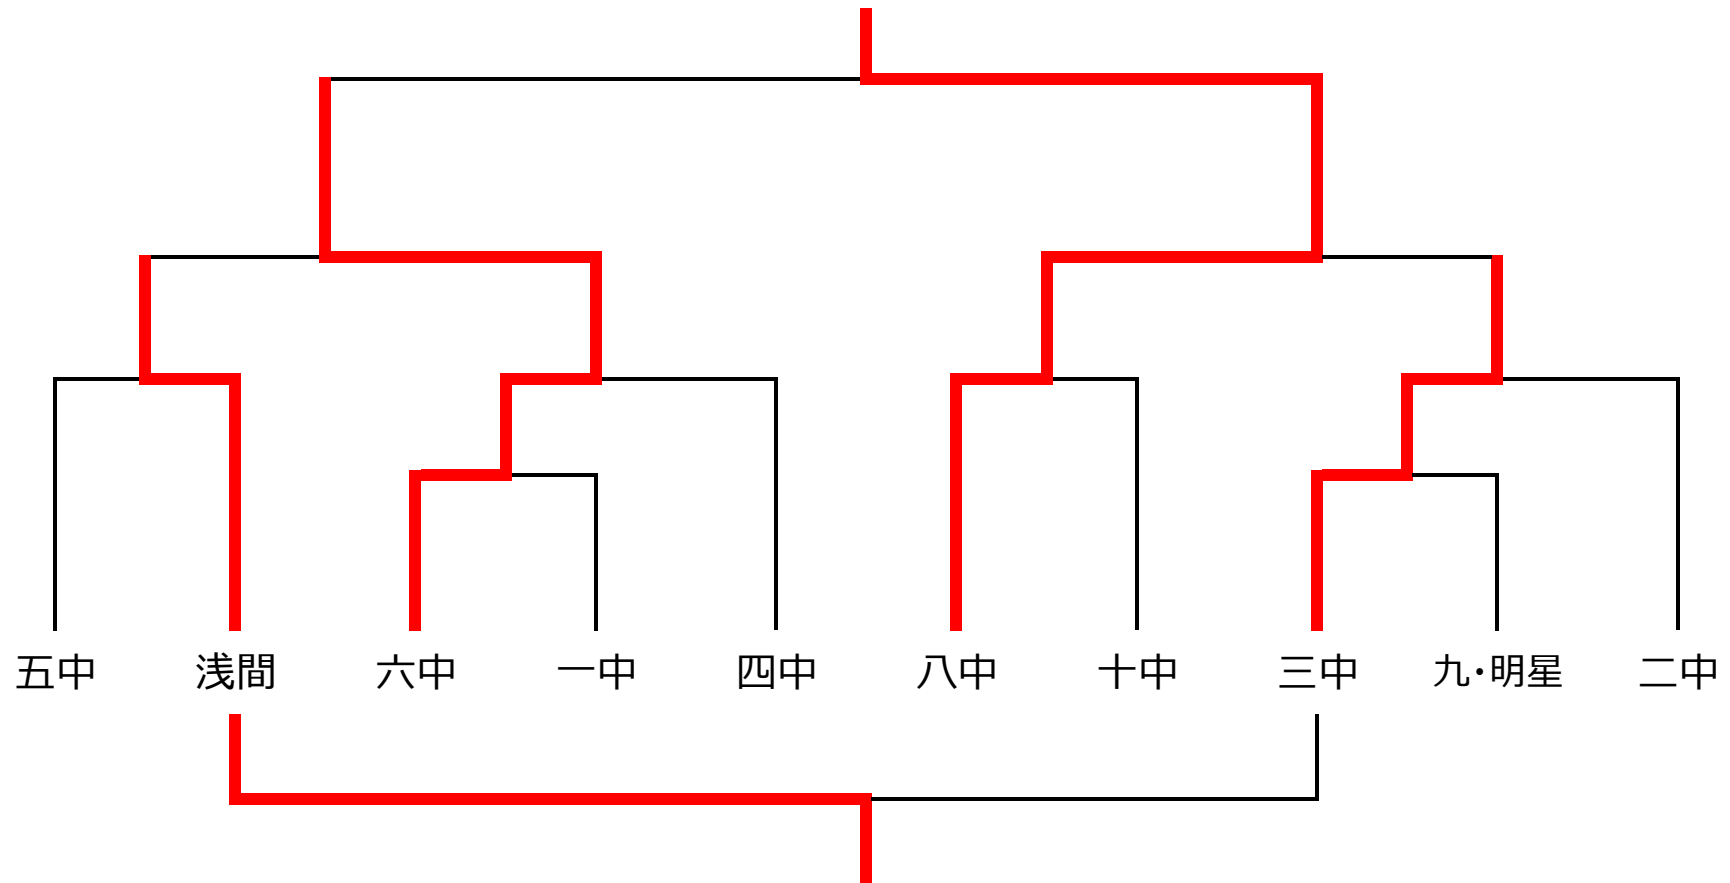 五中 浅間 六中 一中 四中 八中 十中 三中 九・明星 二中